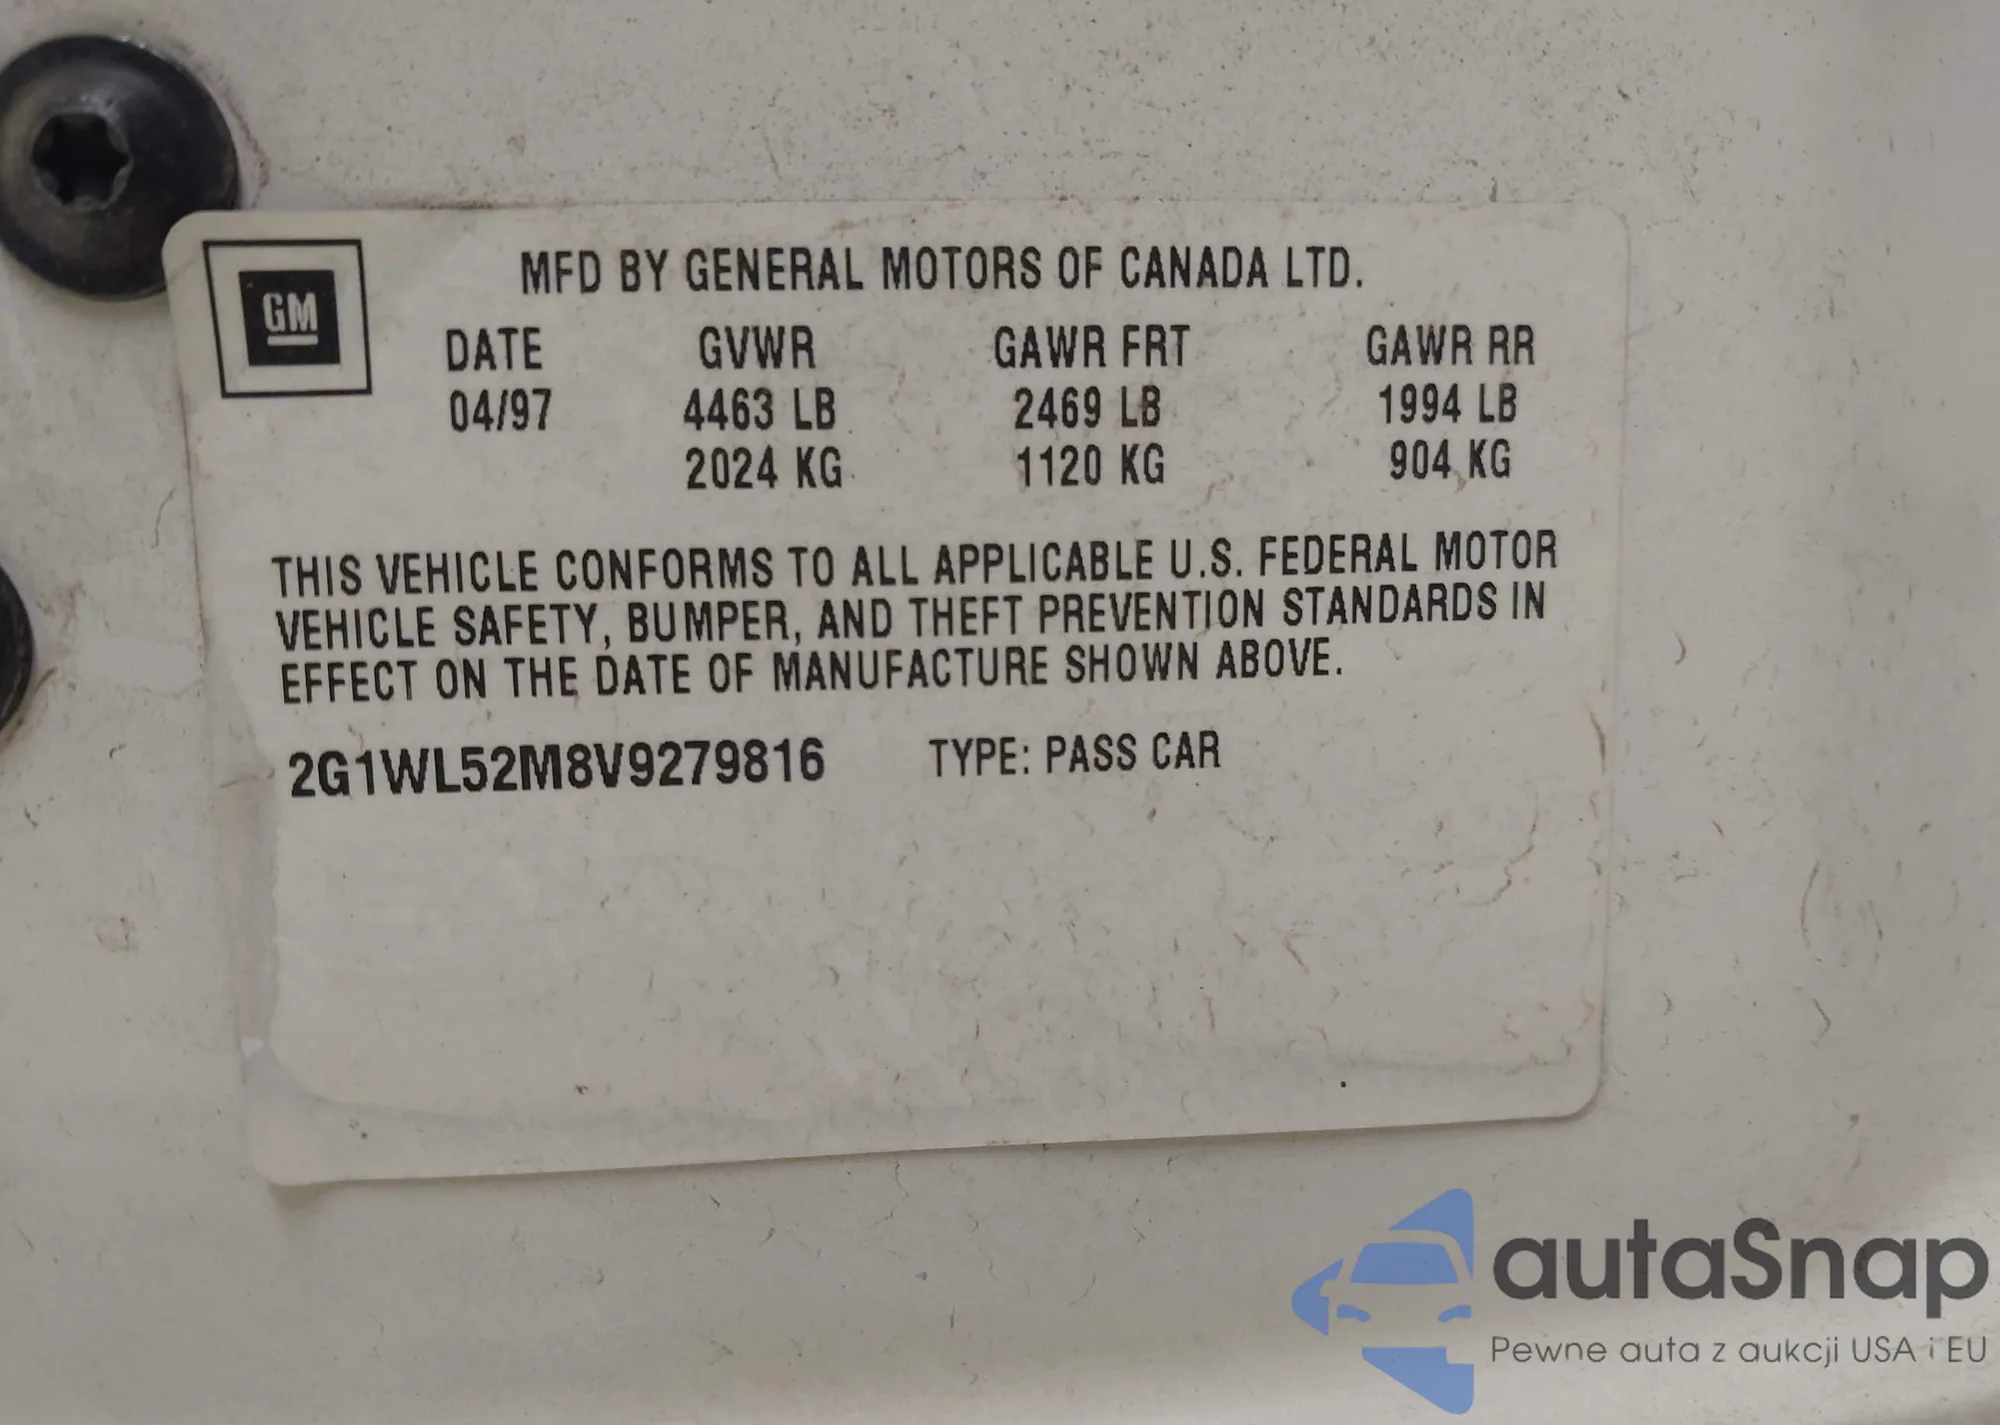 GM
MFD BY GENERAL MOTORS OF CANADA LTD.
DATE GVWR GAWR FRT GAWR RR
04/97 4463 LB 2469 LB 1994 LB
2024 KG 1120 KG 904 KG
THIS VEHICLE CONFORMS TO ALL APPLICABLE U.S. FEDERAL MOTOR
VEHICLE SAFETY, BUMPER, AND THEFT PREVENTION STANDARDS IN
EFFECT ON THE DATE OF MANUFACTURE SHOWN ABOVE.
2G1WL52M8V9279816 TYPE: PASS CAR
autaSnap
Pewne auta z aukcji USA i EU